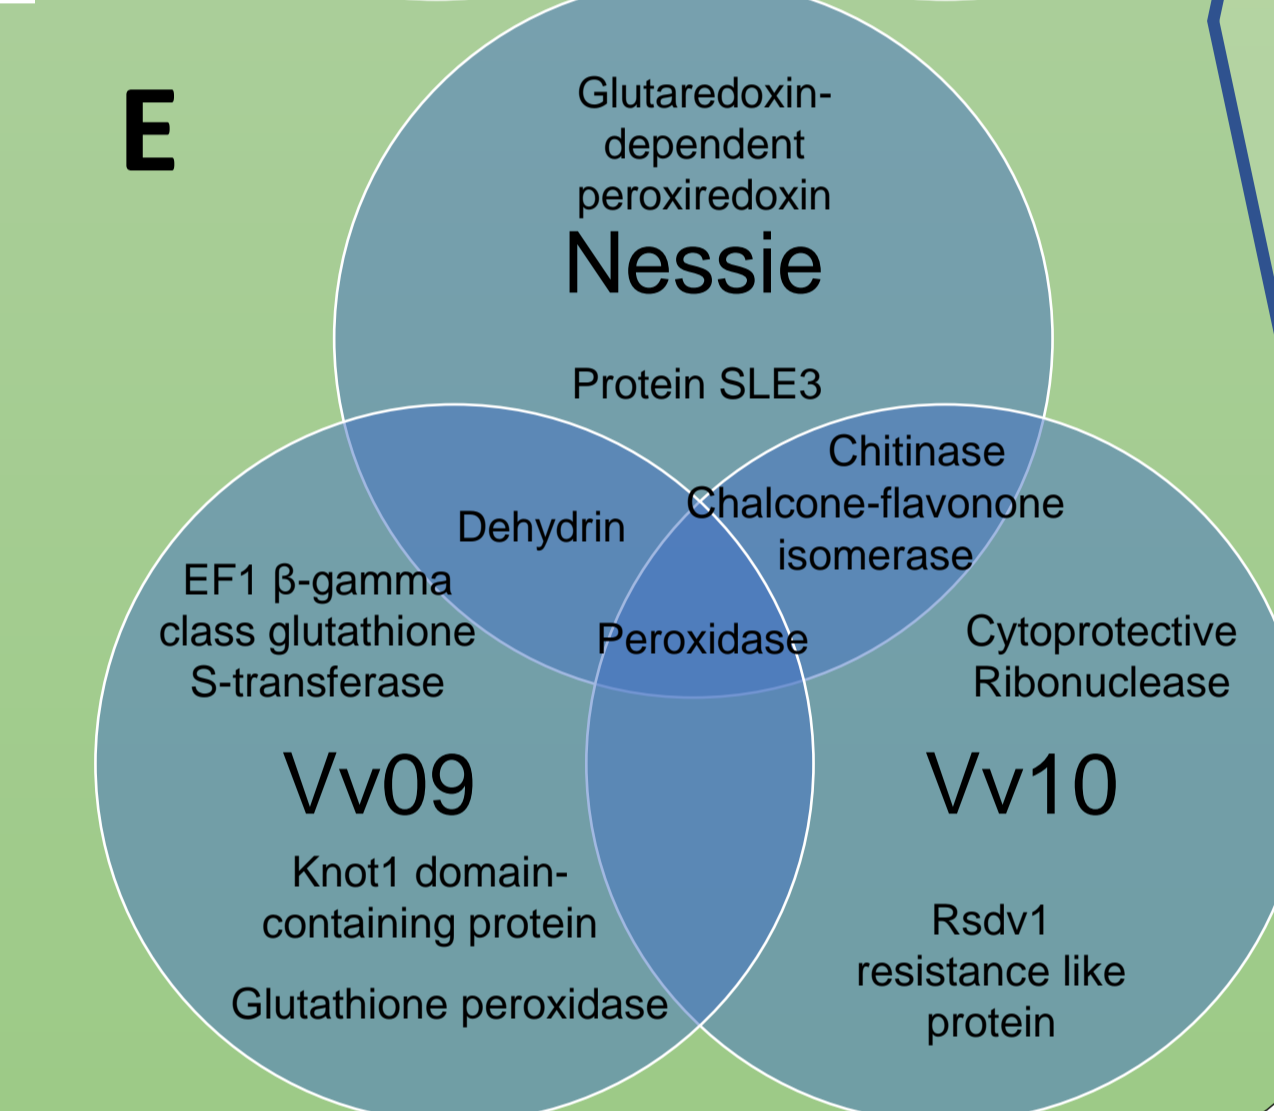 E
Glutaredoxin-
dependent
peroxiredoxin
Nessie
Protein SLE3
Chitinase
Chalcone-flavonone
isomerase
Dehydrin
Peroxidase
EF1 β-gamma
class glutathione
S-transferase
Vv09
Knot1 domain-
containing protein
Glutathione peroxidase
Cytoprotective
Ribonuclease
Vv10
Rsdv1
resistance like
protein